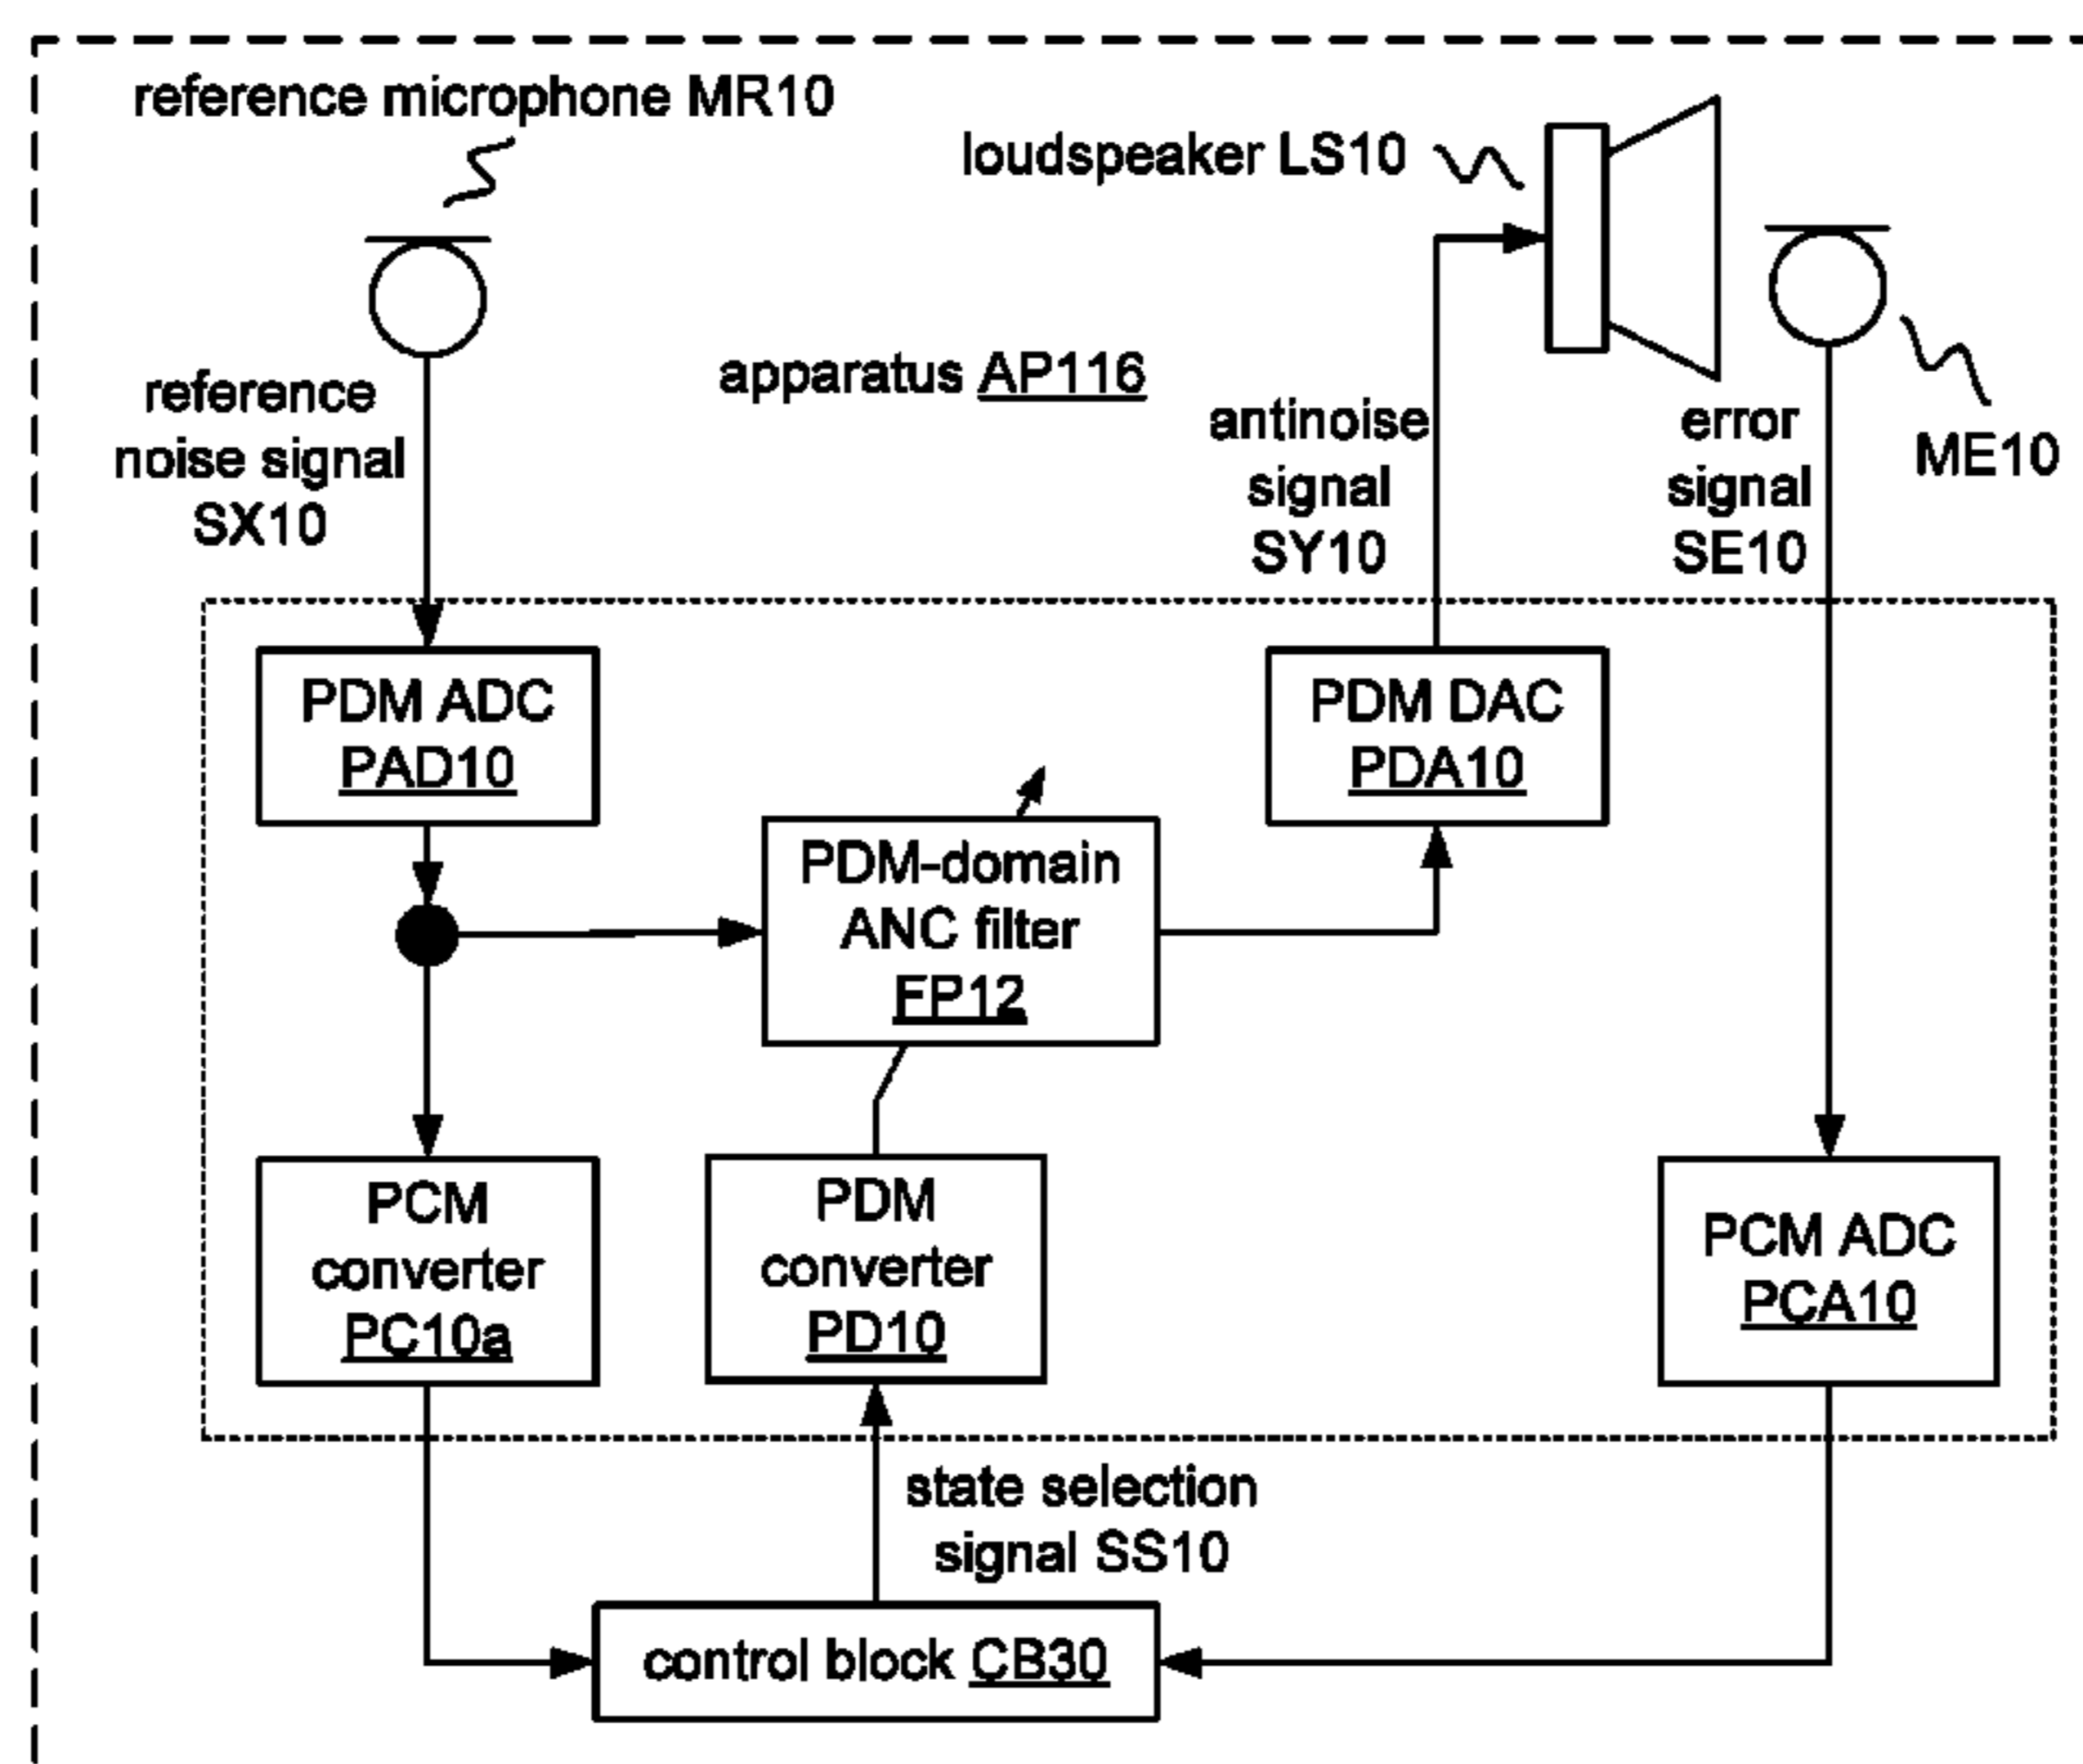 reference microphone MR10
loudspeaker LS10
apparatus AP116
reference
noise signal
SX10
antinoise
signal
SY10
error
signal
SE10
ME10
PDM ADC
PAD10
PDM DAC
PDA10
PDM-domain
ANC filter
FP12
PCM
converter
PC10a
PDM
converter
PD10
PCM ADC
PCA10
state selection
signal SS10
control block CB30